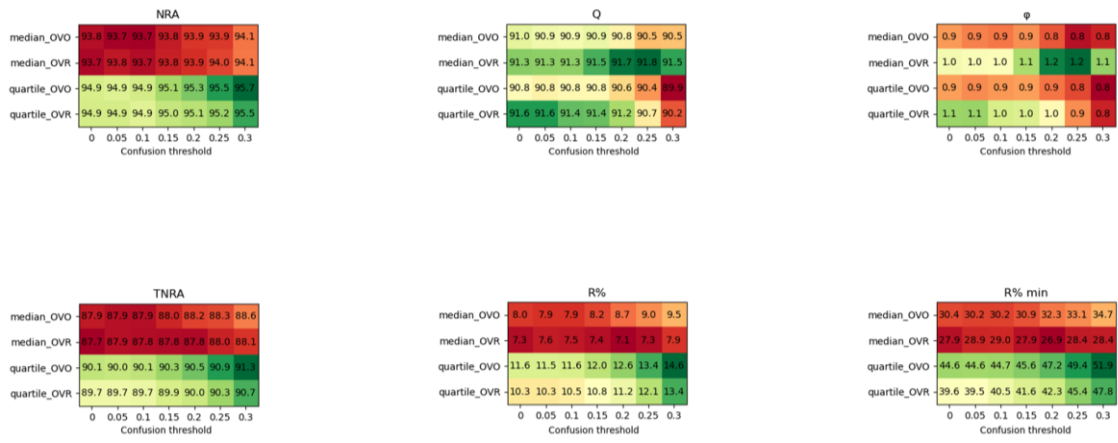 NRA
median_OVO 93.8 93.7 93.7 93.8 93.9 93.9 94.1
median_OVR 93.7 93.8 93.7 93.8 93.9 94.0 94.1
quartile_OVO 94.9 94.9 94.9 95.1 95.3 95.5 95.7
quartile_OVR 94.9 94.9 94.9 95.0 95.1 95.2 95.5
0 0.05 0.1 0.15 0.2 0.25 0.3
Confusion threshold
Q
median_OVO 91.0 90.9 90.9 90.9 90.8 90.5 90.5
median_OVR 91.3 91.3 91.3 91.5 91.7 91.8 91.5
quartile_OVO 90.8 90.8 90.8 90.8 90.6 90.4 89.9
quartile_OVR 91.6 91.6 91.4 91.4 91.2 90.7 90.2
0 0.05 0.1 0.15 0.2 0.25 0.3
Confusion threshold
φ
median_OVO 0.9 0.9 0.9 0.9 0.8 0.8 0.8
median_OVR 1.0 1.0 1.0 1.1 1.2 1.2 1.1
quartile_OVO 0.9 0.9 0.9 0.9 0.9 0.8 0.8
quartile_OVR 1.1 1.1 1.0 1.0 1.0 0.9 0.8
0 0.05 0.1 0.15 0.2 0.25 0.3
Confusion threshold
TNRA
median_OVO 87.9 87.9 87.9 88.0 88.2 88.3 88.6
median_OVR 87.7 87.9 87.8 87.8 87.8 88.0 88.1
quartile_OVO 90.1 90.0 90.1 90.3 90.5 90.9 91.3
quartile_OVR 89.7 89.7 89.7 89.9 90.0 90.3 90.7
0 0.05 0.1 0.15 0.2 0.25 0.3
Confusion threshold
R%
median_OVO 8.0 7.9 7.9 8.2 8.7 9.0 9.5
median_OVR 7.3 7.6 7.5 7.4 7.1 7.3 7.9
quartile_OVO 11.6 11.5 11.6 12.0 12.6 13.4 14.6
quartile_OVR 10.3 10.3 10.5 10.8 11.2 12.1 13.4
0 0.05 0.1 0.15 0.2 0.25 0.3
Confusion threshold
R% min
median_OVO 30.4 30.2 30.2 30.9 32.3 33.1 34.7
median_OVR 27.9 28.9 29.0 27.9 26.9 28.4 28.4
quartile_OVO 44.6 44.6 44.7 45.6 47.2 49.4 51.9
quartile_OVR 39.6 39.5 40.5 41.6 42.3 45.4 47.8
0 0.05 0.1 0.15 0.2 0.25 0.3
Confusion threshold